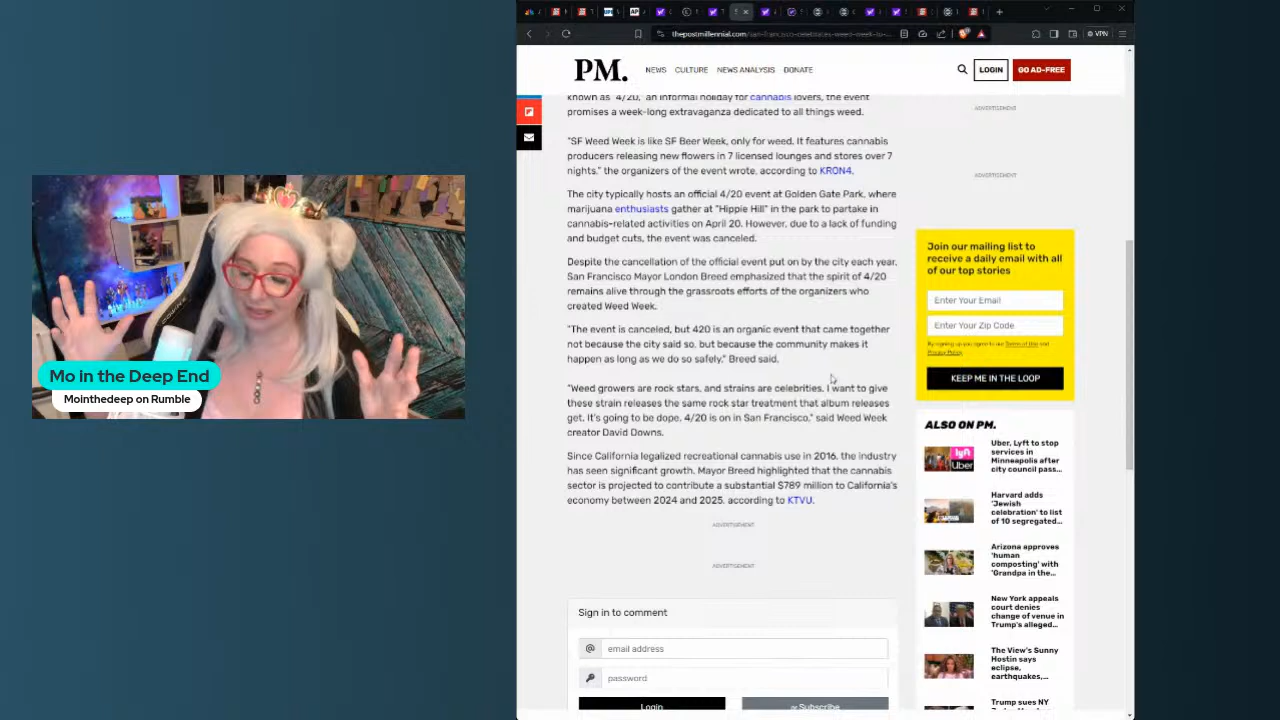 Mo in the Deep End
Mointhedeep on Rumble
thepostmillennial.com/san-francisco-celebrates-weed-week-to-...
VPN
PM.
NEWS
CULTURE
NEWS ANALYSIS
DONATE
LOGIN
GO AD-FREE
known as "4/20," an informal holiday for cannabis lovers, the event
promises a week-long extravaganza dedicated to all things weed.
"SF Weed Week is like SF Beer Week, only for weed. It features cannabis
producers releasing new flowers in 7 licensed lounges and stores over 7
nights," the organizers of the event wrote, according to KRON4.
The city typically hosts an official 4/20 event at Golden Gate Park, where
marijuana enthusiasts gather at "Hippie Hill" in the park to partake in
cannabis-related activities on April 20. However, due to a lack of funding
and budget cuts, the event was canceled.
Despite the cancellation of the official event put on by the city each year,
San Francisco Mayor London Breed emphasized that the spirit of 4/20
remains alive through the grassroots efforts of the organizers who
created Weed Week.
"The event is canceled, but 420 is an organic event that came together
not because the city said so, but because the community makes it
happen as long as we do so safely," Breed said.
"Weed growers are rock stars, and strains are celebrities. I want to give
these strain releases the same rock star treatment that album releases
get. It's going to be dope. 4/20 is on in San Francisco," said Weed Week
creator David Downs.
Since California legalized recreational cannabis use in 2016, the industry
has seen significant growth. Mayor Breed highlighted that the cannabis
sector is projected to contribute a substantial $789 million to California's
economy between 2024 and 2025, according to KTVU.
ADVERTISEMENT
ADVERTISEMENT
Sign in to comment
email address
password
Login
or Subscribe
ADVERTISEMENT
ADVERTISEMENT
Join our mailing list to
receive a daily email with all
of our top stories
Enter Your Email
Enter Your Zip Code
By signing up you agree to our Terms of Use and
Privacy Policy
KEEP ME IN THE LOOP
ALSO ON PM.
Uber, Lyft to stop
services in
Minneapolis after
city council pass...
Harvard adds
'Jewish
celebration' to list
of 10 segregated...
Arizona approves
'human
composting' with
'Grandpa in the...
New York appeals
court denies
change of venue in
Trump's alleged...
The View's Sunny
Hostin says
eclipse,
earthquakes,...
Trump sues NY